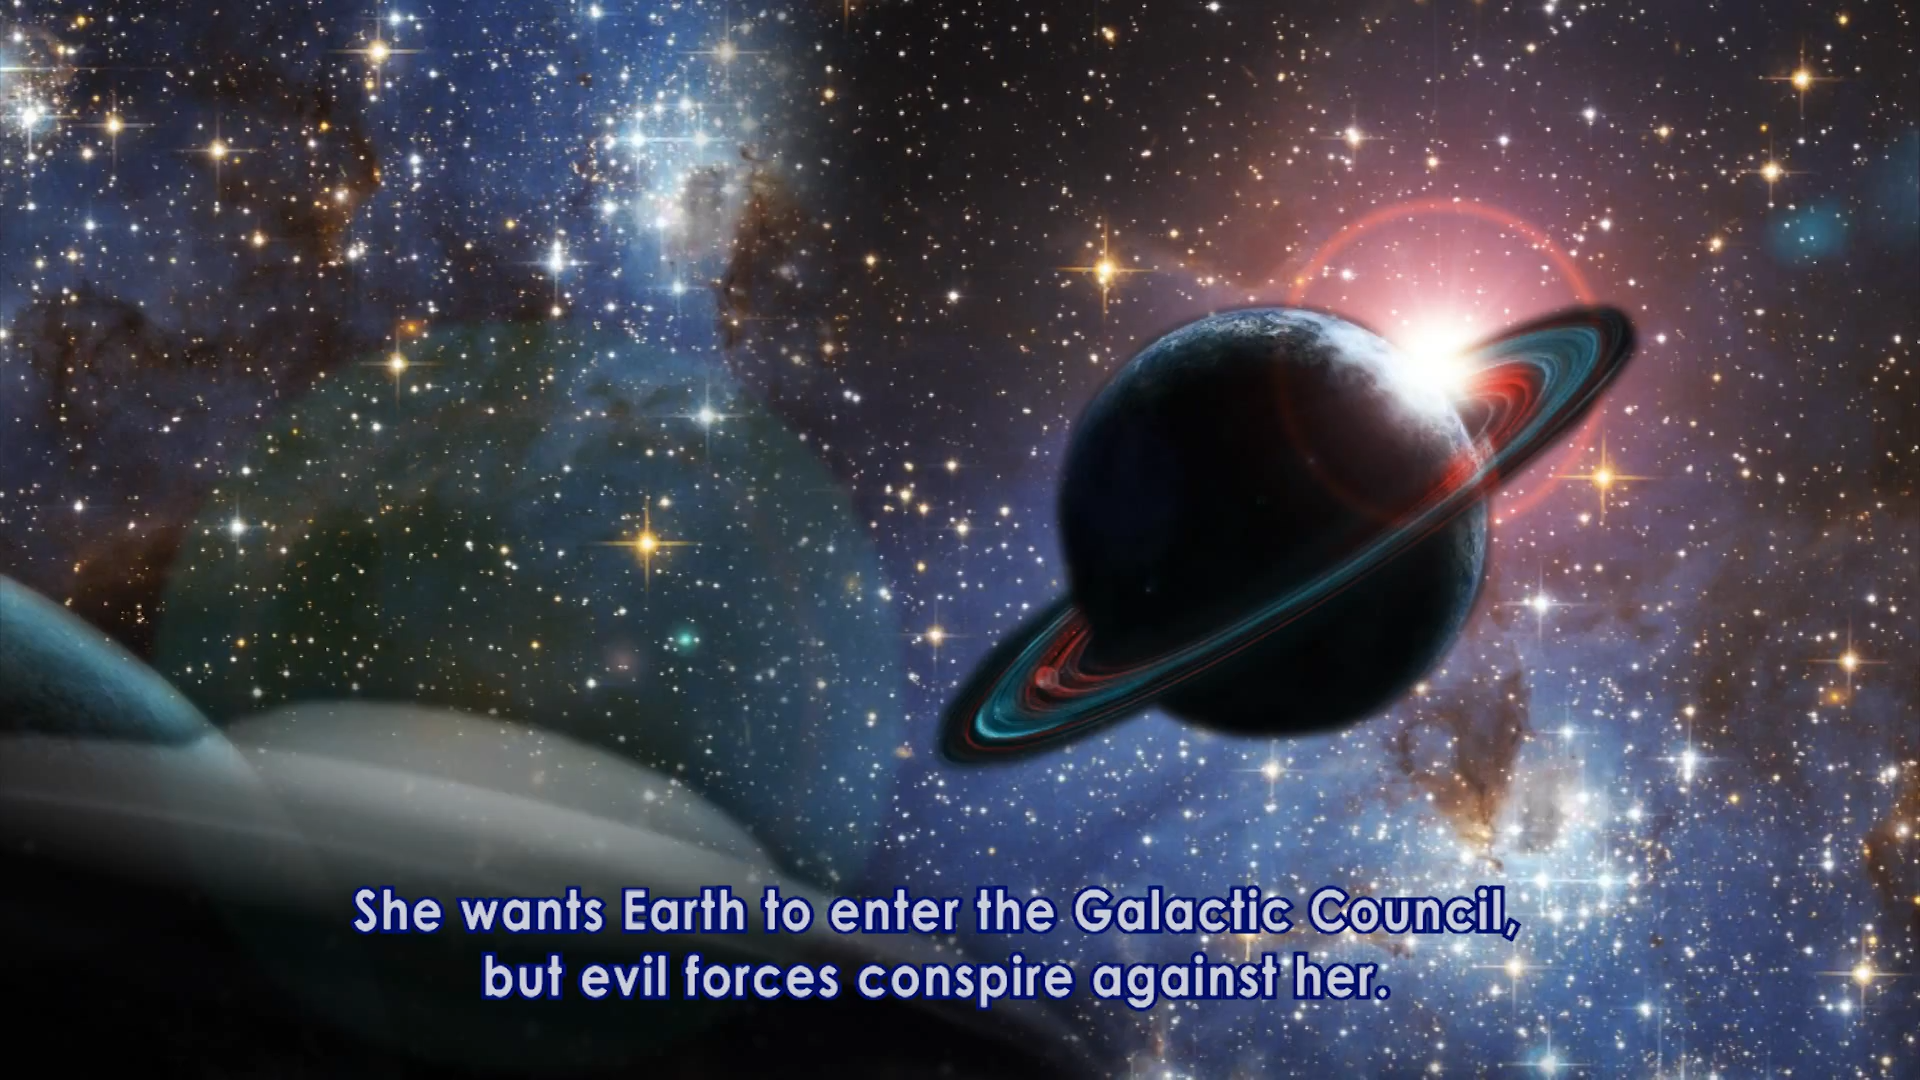 She wants Earth to enter the Galactic Council,
but evil forces conspire against her.